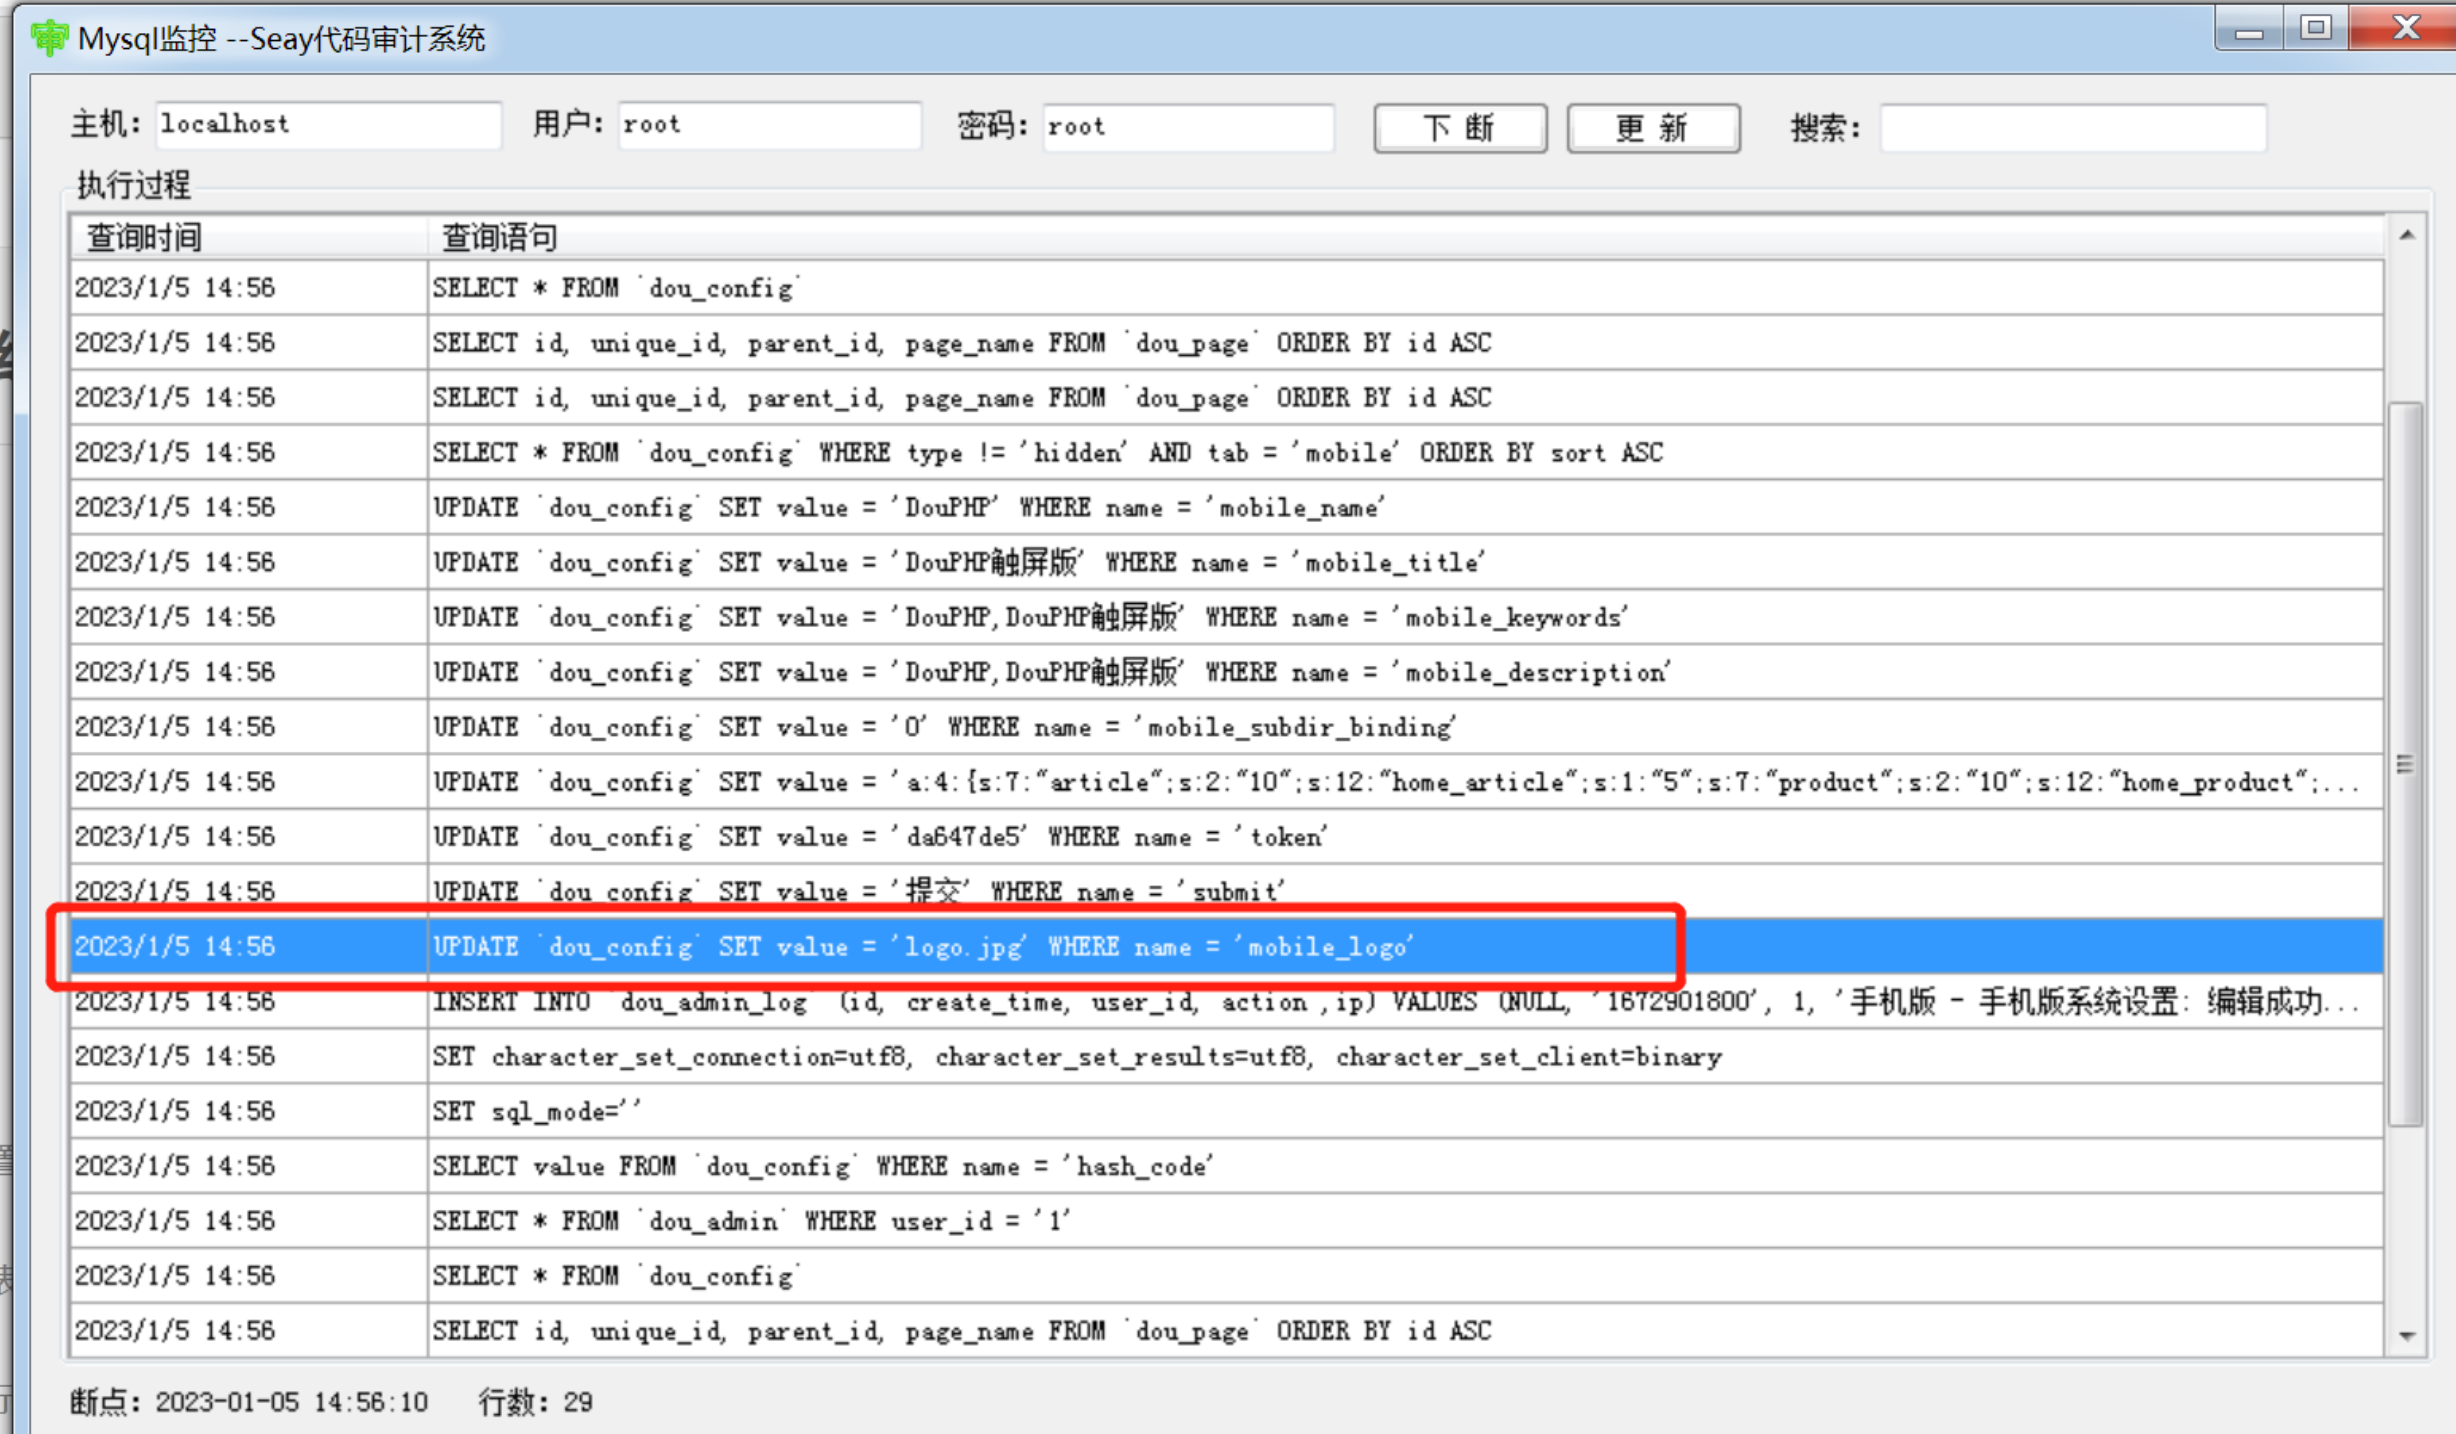 Mysql监控 --Seay代码审计系统
主机: localhost 用户: root 密码: root 下 断 更 新 搜索:
执行过程
查询时间 查询语句
2023/1/5 14:56 SELECT * FROM `dou_config`
2023/1/5 14:56 SELECT id, unique_id, parent_id, page_name FROM `dou_page` ORDER BY id ASC
2023/1/5 14:56 SELECT id, unique_id, parent_id, page_name FROM `dou_page` ORDER BY id ASC
2023/1/5 14:56 SELECT * FROM `dou_config` WHERE type != 'hidden' AND tab = 'mobile' ORDER BY sort ASC
2023/1/5 14:56 UPDATE `dou_config` SET value = 'DouPHP' WHERE name = 'mobile_name'
2023/1/5 14:56 UPDATE `dou_config` SET value = 'DouPHP触屏版' WHERE name = 'mobile_title'
2023/1/5 14:56 UPDATE `dou_config` SET value = 'DouPHP,DouPHP触屏版' WHERE name = 'mobile_keywords'
2023/1/5 14:56 UPDATE `dou_config` SET value = 'DouPHP,DouPHP触屏版' WHERE name = 'mobile_description'
2023/1/5 14:56 UPDATE `dou_config` SET value = '0' WHERE name = 'mobile_subdir_binding'
2023/1/5 14:56 UPDATE `dou_config` SET value = 'a:4:{s:7:"article";s:2:"10";s:12:"home_article";s:1:"5";s:7:"product";s:2:"10";s:12:"home_product";...
2023/1/5 14:56 UPDATE `dou_config` SET value = 'da647de5' WHERE name = 'token'
2023/1/5 14:56 UPDATE `dou_config` SET value = '提交' WHERE name = 'submit'
2023/1/5 14:56 UPDATE `dou_config` SET value = 'logo.jpg' WHERE name = 'mobile_logo'
2023/1/5 14:56 INSERT INTO `dou_admin_log` (id, create_time, user_id, action ,ip) VALUES (NULL, '1672901800', 1, '手机版 - 手机版系统设置: 编辑成功...
2023/1/5 14:56 SET character_set_connection=utf8, character_set_results=utf8, character_set_client=binary
2023/1/5 14:56 SET sql_mode=''
2023/1/5 14:56 SELECT value FROM `dou_config` WHERE name = 'hash_code'
2023/1/5 14:56 SELECT * FROM `dou_admin` WHERE user_id = '1'
2023/1/5 14:56 SELECT * FROM `dou_config`
2023/1/5 14:56 SELECT id, unique_id, parent_id, page_name FROM `dou_page` ORDER BY id ASC
断点: 2023-01-05 14:56:10 行数: 29